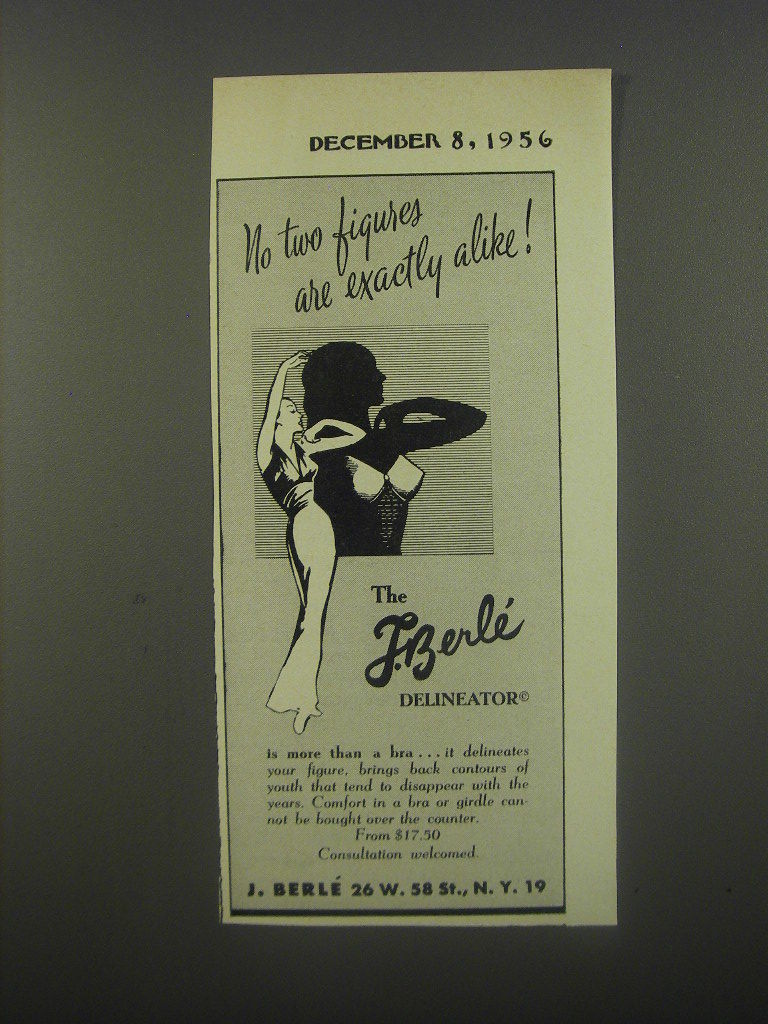 DECEMBER 8, 1956
No two figures
are exactly alike!
The
J. Berlé
DELINEATOR©
is more than a bra . . . it delineates
your figure, brings back contours of
youth that tend to disappear with the
years. Comfort in a bra or girdle can-
not be bought over the counter.
From $17.50
Consultation welcomed.
J. BERLÉ 26 W. 58 St., N. Y. 19